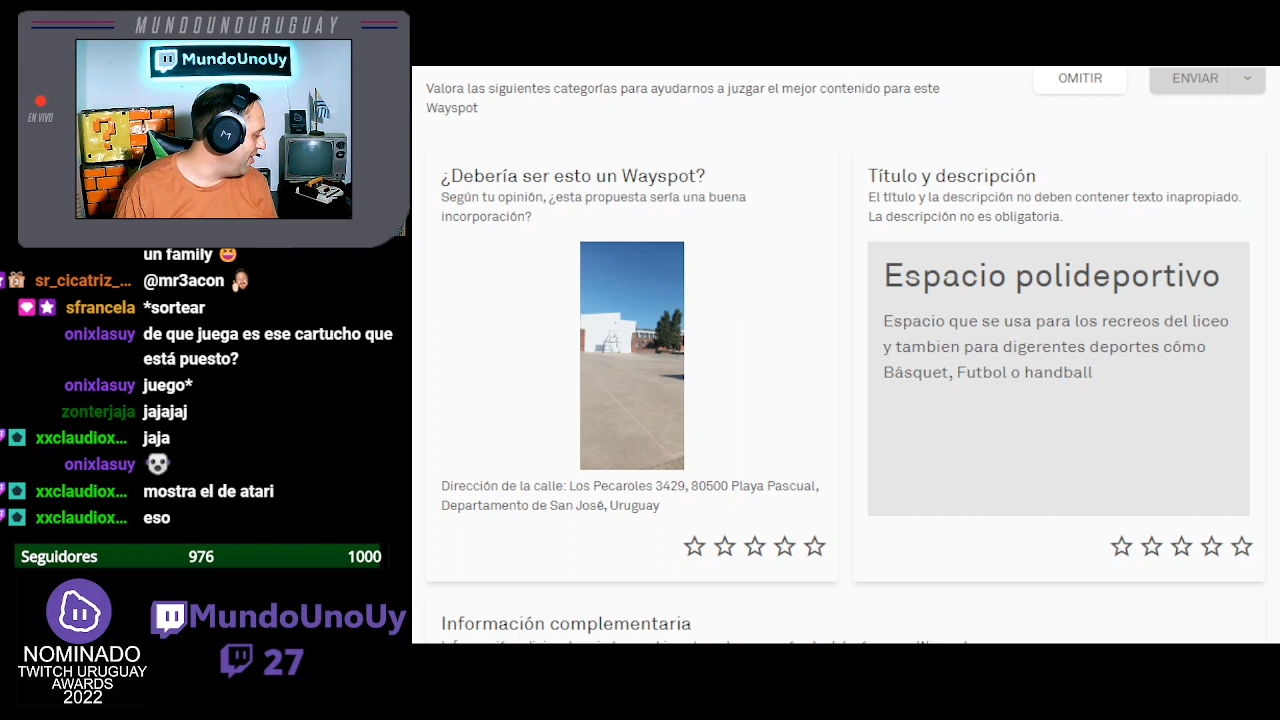 MUNDOUNOURUGUAY
MundoUnoUy
EN VIVO
un family
sr_cicatriz_... @mr3acon
sfrancela *sortear
onixlasuy de que juega es ese cartucho que
está puesto?
onixlasuy juego*
zonterjaja jajajaj
xxclaudiox... jaja
onixlasuy
xxclaudiox... mostra el de atari
xxclaudiox... eso
Seguidores 976 1000
MundoUnoUy
27
NOMINADO
TWITCH URUGUAY
AWARDS
2022
Valora las siguientes categorías para ayudarnos a juzgar el mejor contenido para este
Wayspot
OMITIR
ENVIAR
¿Debería ser esto un Wayspot?
Según tu opinión, ¿esta propuesta sería una buena
incorporación?
Dirección de la calle: Los Pecaroles 3429, 80500 Playa Pascual,
Departamento de San José, Uruguay
Título y descripción
El título y la descripción no deben contener texto inapropiado.
La descripción no es obligatoria.
Espacio polideportivo
Espacio que se usa para los recreos del liceo
y tambien para digerentes deportes cómo
Básquet, Futbol o handball
Información complementaria